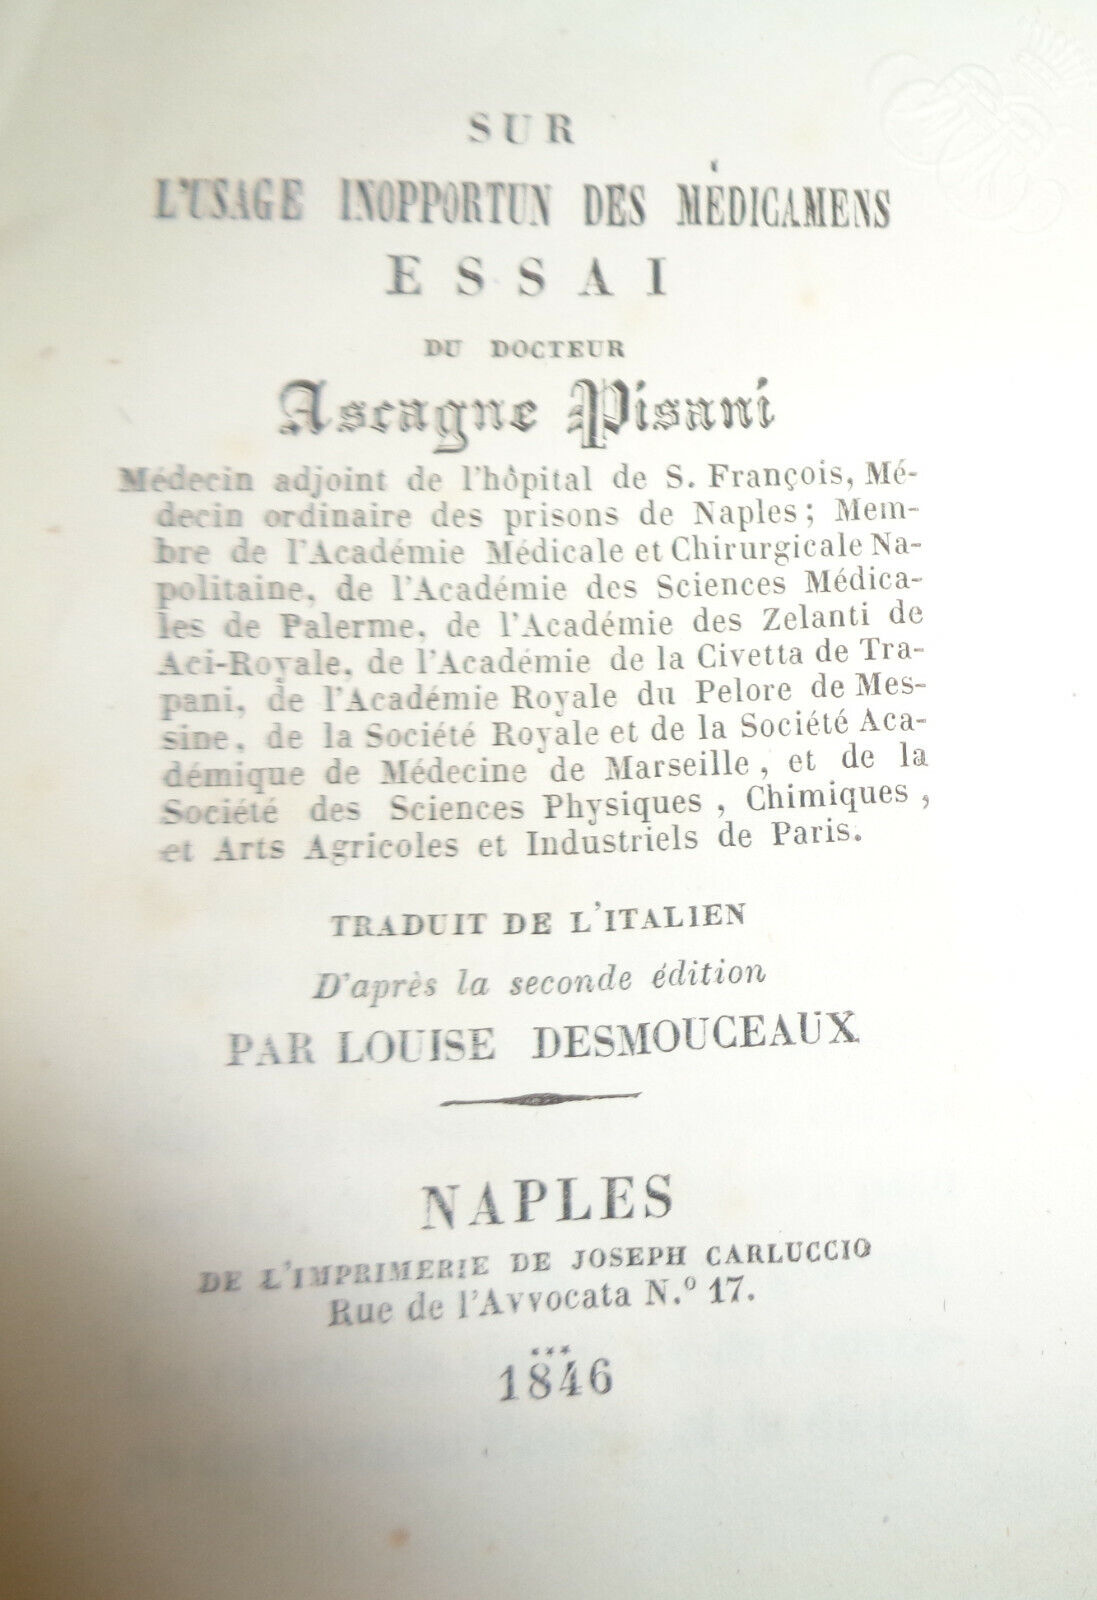 SUR
L'USAGE INOPPORTUN DES MÉDICAMENS
ESSAI
DU DOCTEUR
Ascagne Pisani
Médecin adjoint de l'hôpital de S. François, Mé-
decin ordinaire des prisons de Naples; Mem-
bre de l'Académie Médicale et Chirurgicale Na-
politaine, de l'Académie des Sciences Médica-
les de Palerme, de l'Académie des Zelanti de
Aci-Royale, de l'Académie de la Civetta de Tra-
pani, de l'Académie Royale du Pelore de Mes-
sine, de la Société Royale et de la Société Aca-
démique de Médecine de Marseille, et de la
Société des Sciences Physiques, Chimiques,
et Arts Agricoles et Industriels de Paris.
TRADUIT DE L'ITALIEN
D'après la seconde édition
PAR LOUISE DESMOUCEAUX
NAPLES
DE L'IMPRIMERIE DE JOSEPH CARLUCCIO
Rue de l'Avvocata N.º 17.
***
1846